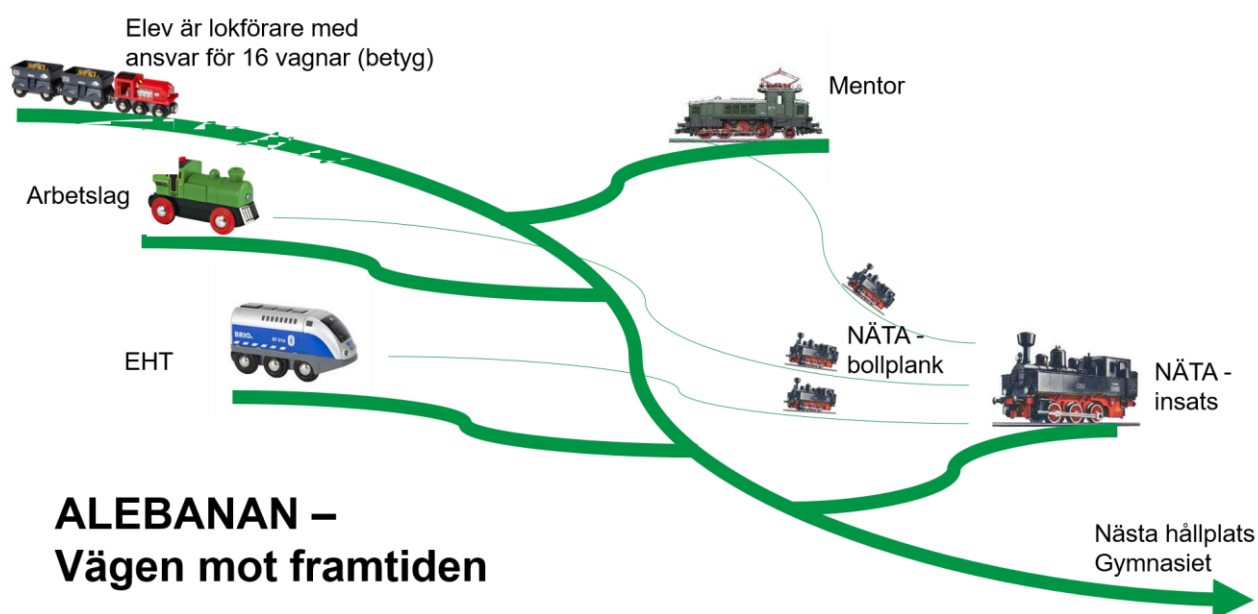 Elev är lokförare med
ansvar för 16 vagnar (betyg)
Mentor
Arbetslag
EHT
BRIO
NÄTA -
bollplank
NÄTA -
insats
ALEBANAN –
Vägen mot framtiden
Nästa hållplats
Gymnasiet